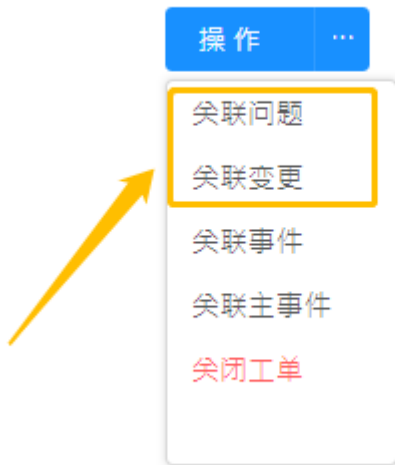 操 作 ···
关联问题
关联变更
关联事件
关联主事件
关闭工单